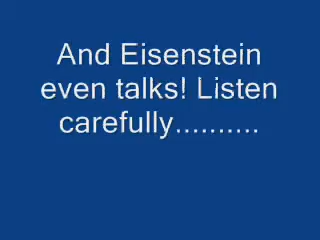 And Eisenstein
even talks! Listen
carefully..........